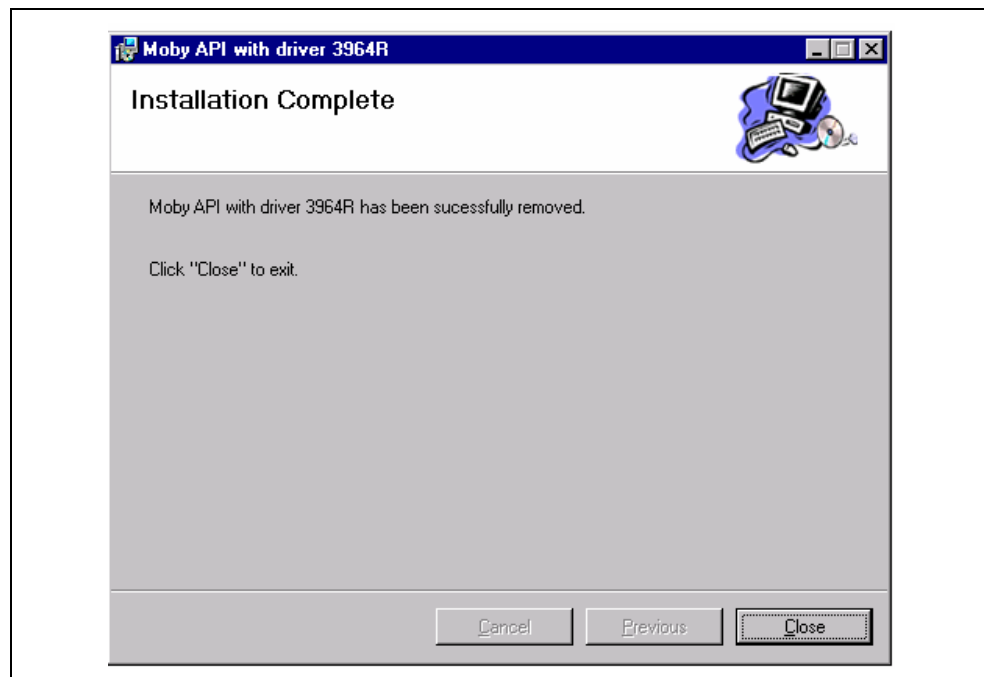 Moby API with driver 3964R
Installation Complete
Moby API with driver 3964R has been sucessfully removed.
Click "Close" to exit.
Cancel
Previous
Close